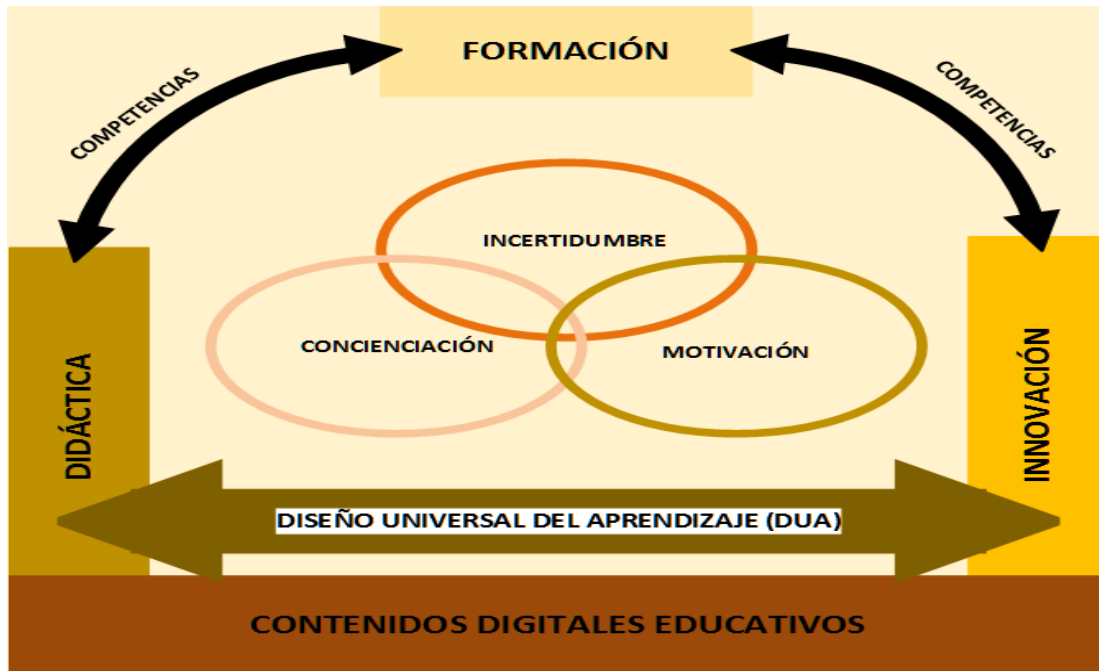 FORMACIÓN
COMPETENCIAS
COMPETENCIAS
INCERTIDUMBRE
CONCIENCIACIÓN
MOTIVACIÓN
DIDÁCTICA
INNOVACIÓN
DISEÑO UNIVERSAL DEL APRENDIZAJE (DUA)
CONTENIDOS DIGITALES EDUCATIVOS